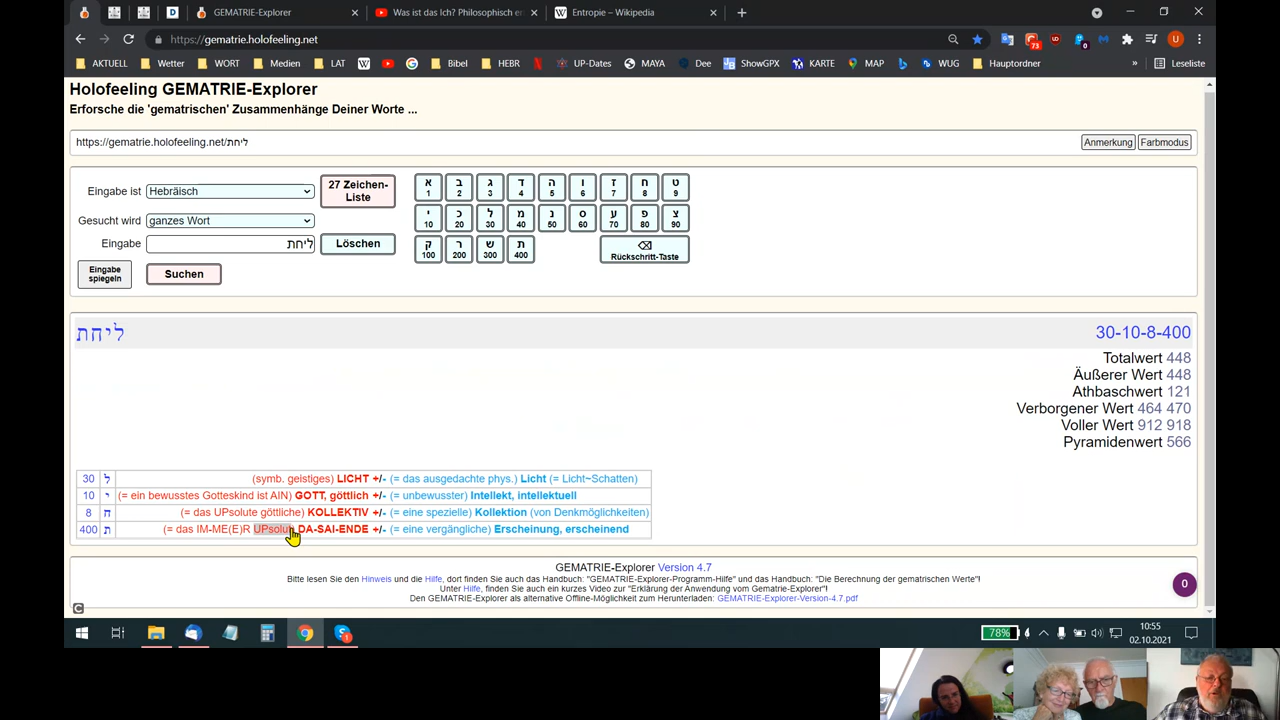 GEMATRIE-Explorer
Was ist das Ich? Philosophisch er
Entropie – Wikipedia
https://gematrie.holofeeling.net
AKTUELL Wetter WORT Medien LAT Bibel HEBR UP-Dates MAYA Dee ShowGPX KARTE MAP WUG Hauptordner » Leseliste
Holofeeling GEMATRIE-Explorer
Erforsche die 'gematrischen' Zusammenhänge Deiner Worte ...
https://gematrie.holofeeling.net/ליחת
Anmerkung Farbmodus
Eingabe ist Hebräisch
27 Zeichen-Liste
Gesucht wird ganzes Wort
Eingabe ליחת Löschen
Eingabe spiegeln Suchen
א ב ג ד ה ו ז ח ט
1 2 3 4 5 6 7 8 9
י כ ל מ נ ס ע פ צ
10 20 30 40 50 60 70 80 90
ק ר ש ת
100 200 300 400 Rückschritt-Taste
ליחת 30-10-8-400
Totalwert 448
Äußerer Wert 448
Athbaschwert 121
Verborgener Wert 464 470
Voller Wert 912 918
Pyramidenwert 566
30 ל (symb. geistiges) LICHT +/- (= das ausgedachte phys.) Licht (= Licht~Schatten)
10 י (= ein bewusstes Gotteskind ist AIN) GOTT, göttlich +/- (= unbewusster) Intellekt, intellektuell
8 ח (= das UPsolute göttliche) KOLLEKTIV +/- (= eine spezielle) Kollektion (von Denkmöglichkeiten)
400 ת (= das IM-ME(E)R UPsolut DA-SAI-ENDE +/- (= eine vergängliche) Erscheinung, erscheinend
GEMATRIE-Explorer Version 4.7
Bitte lesen Sie den Hinweis und die Hilfe, dort finden Sie auch das Handbuch: "GEMATRIE-Explorer-Programm-Hilfe" und das Handbuch: "Die Berechnung der gematrischen Werte"!
Unter Hilfe, finden Sie auch ein kurzes Video zur "Erklärung der Anwendung vom Gematrie-Explorer"!
Den GEMATRIE-Explorer als alternative Offline-Möglichkeit zum Herunterladen: GEMATRIE-Explorer-Version-4.7.pdf
0
78%
10:55
02.10.2021